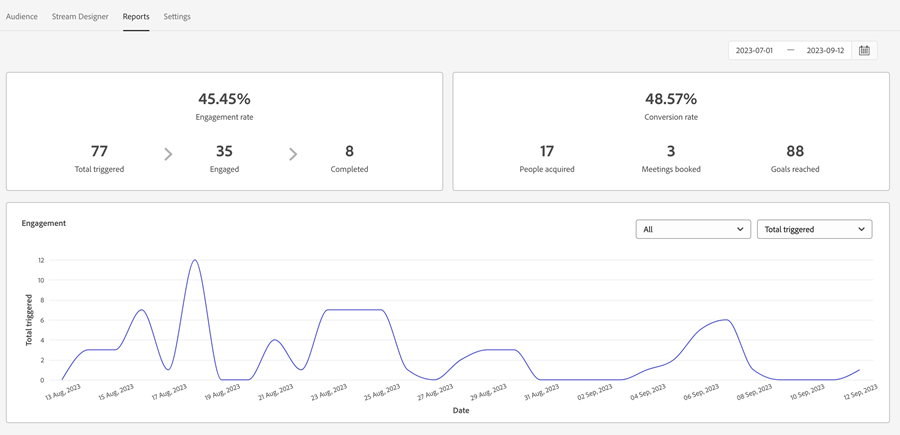 Audience Stream Designer Reports Settings
2023-07-01 — 2023-09-12
45.45%
Engagement rate
77 35 8
Total triggered Engaged Completed
48.57%
Conversion rate
17 3 88
People acquired Meetings booked Goals reached
Engagement
All Total triggered
Total triggered
12
10
8
6
4
2
0
13 Aug, 2023 15 Aug, 2023 17 Aug, 2023 19 Aug, 2023 21 Aug, 2023 23 Aug, 2023 25 Aug, 2023 27 Aug, 2023 29 Aug, 2023 31 Aug, 2023 02 Sep, 2023 04 Sep, 2023 06 Sep, 2023 08 Sep, 2023 10 Sep, 2023 12 Sep, 2023
Date